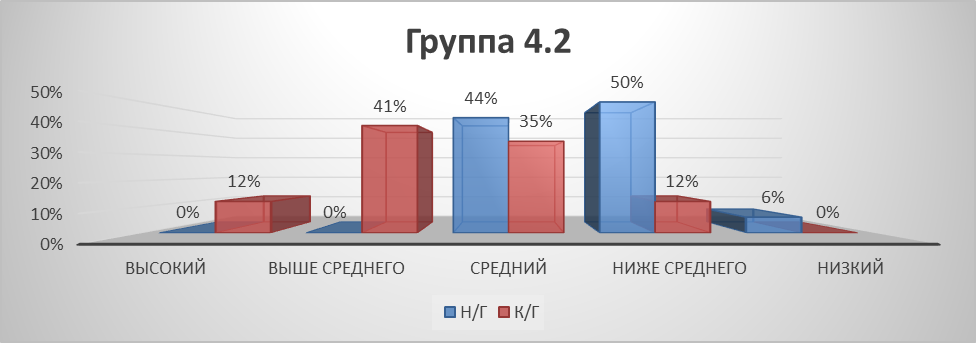 Группа 4.2
50%
40%
30%
20%
10%
0%
0%
12%
0%
41%
44%
35%
50%
12%
6%
0%
ВЫСОКИЙ
ВЫШЕ СРЕДНЕГО
СРЕДНИЙ
НИЖЕ СРЕДНЕГО
НИЗКИЙ
Н/Г
К/Г